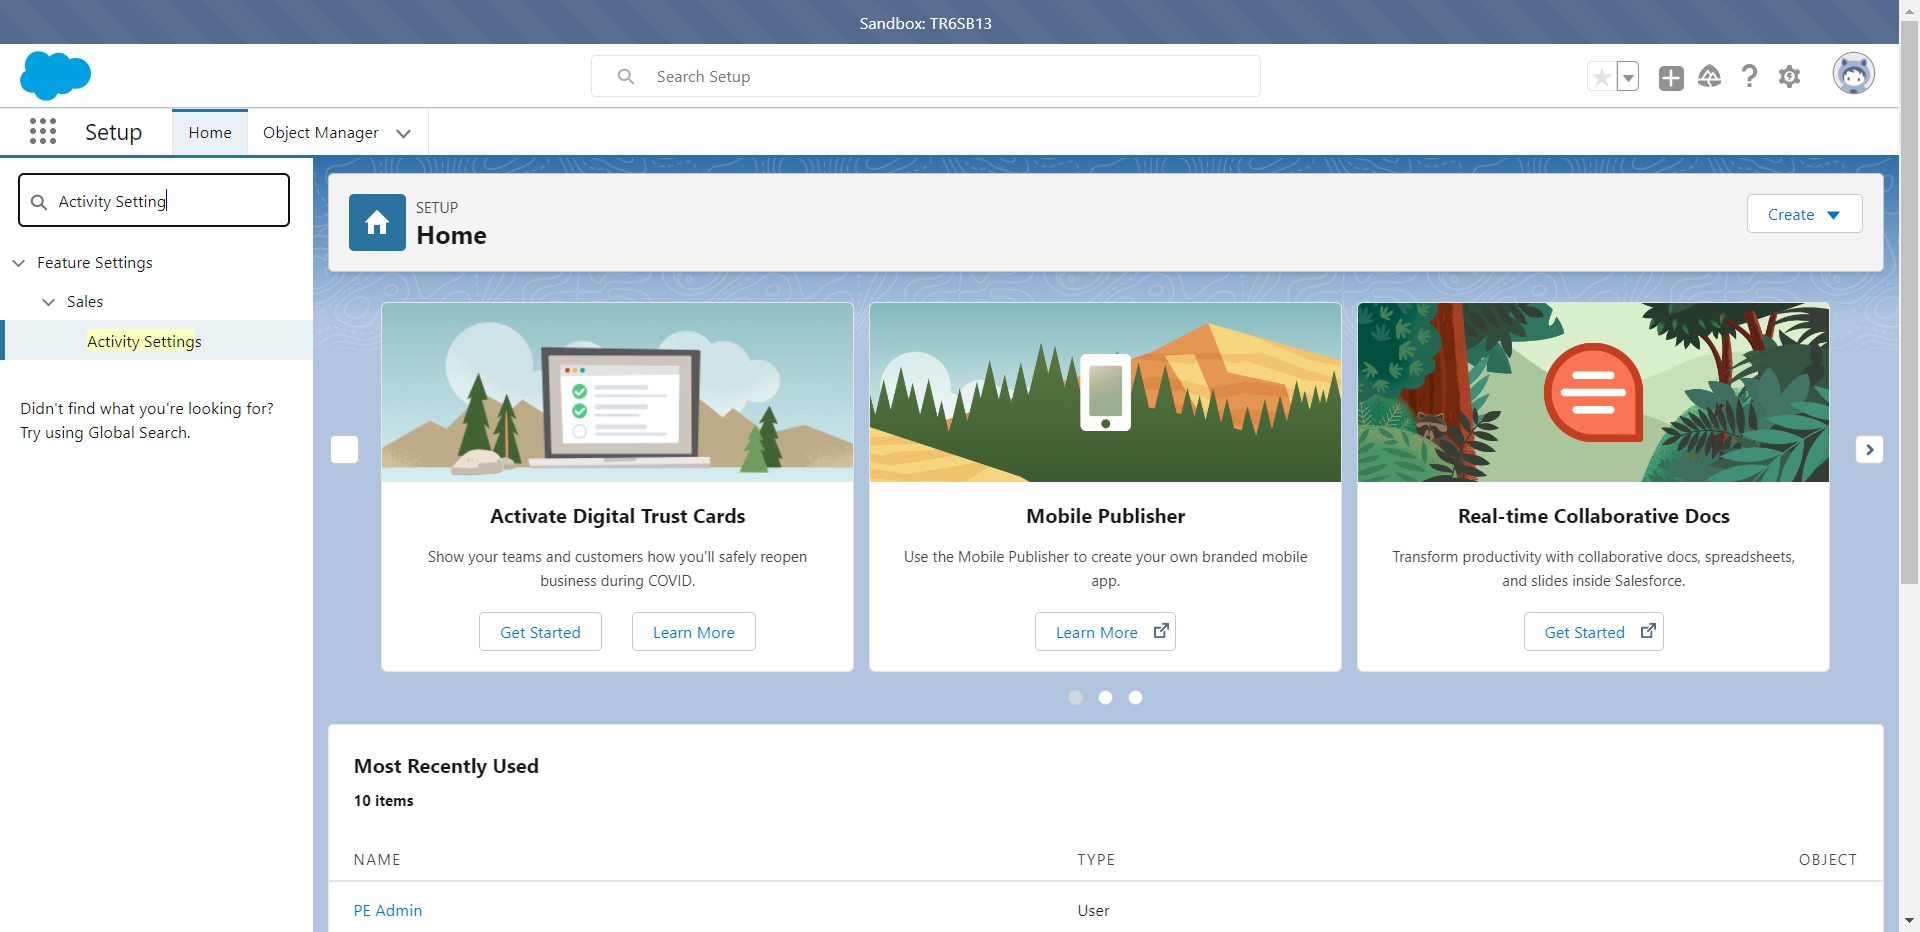 Sandbox: TR6SB13
Search Setup
Setup
Home
Object Manager
Activity Setting
Feature Settings
Sales
Activity Settings
Didn't find what you're looking for?
Try using Global Search.
SETUP
Home
Create
Activate Digital Trust Cards
Show your teams and customers how you'll safely reopen
business during COVID.
Get Started
Learn More
Mobile Publisher
Use the Mobile Publisher to create your own branded mobile
app.
Learn More
Real-time Collaborative Docs
Transform productivity with collaborative docs, spreadsheets,
and slides inside Salesforce.
Get Started
Most Recently Used
10 items
NAME
TYPE
OBJECT
PE Admin
User